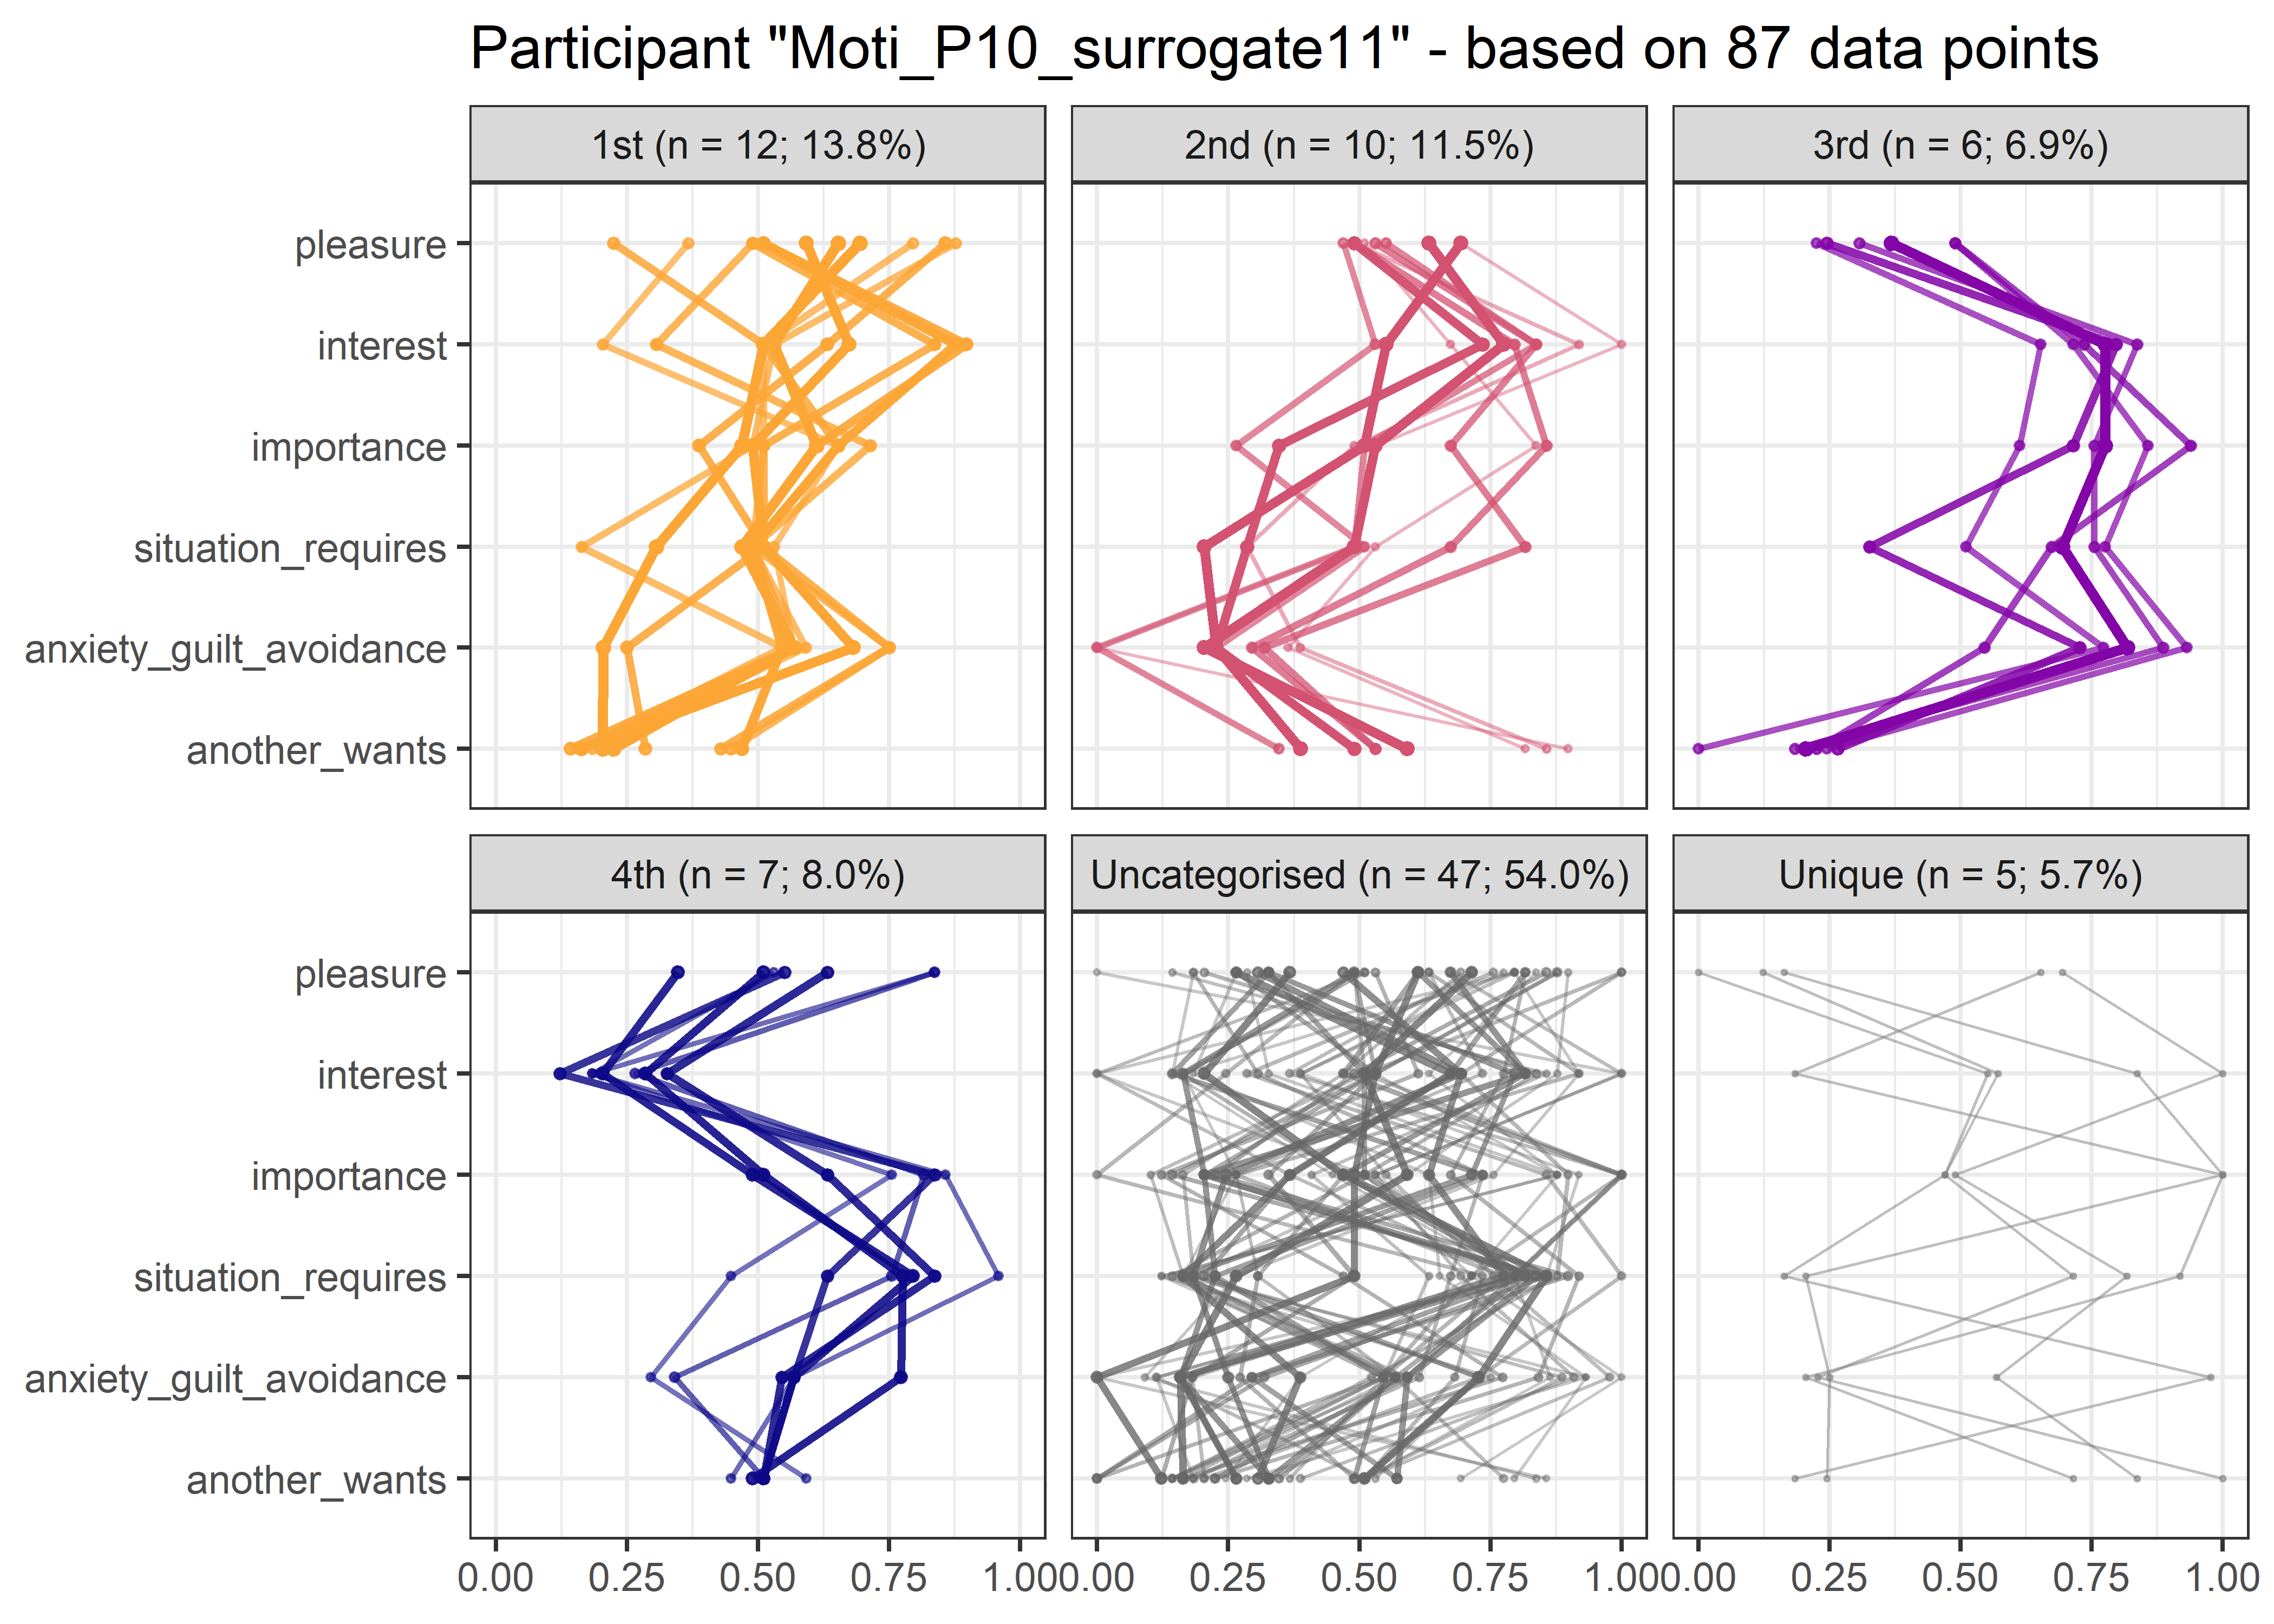 Participant "Moti_P10_surrogate11" - based on 87 data points
1st (n = 12; 13.8%)
2nd (n = 10; 11.5%)
3rd (n = 6; 6.9%)
pleasure
interest
importance
situation_requires
anxiety_guilt_avoidance
another_wants
4th (n = 7; 8.0%)
Uncategorised (n = 47; 54.0%)
Unique (n = 5; 5.7%)
pleasure
interest
importance
situation_requires
anxiety_guilt_avoidance
another_wants
0.00 0.25 0.50 0.75 1.00
0.00 0.25 0.50 0.75 1.00
0.00 0.25 0.50 0.75 1.00